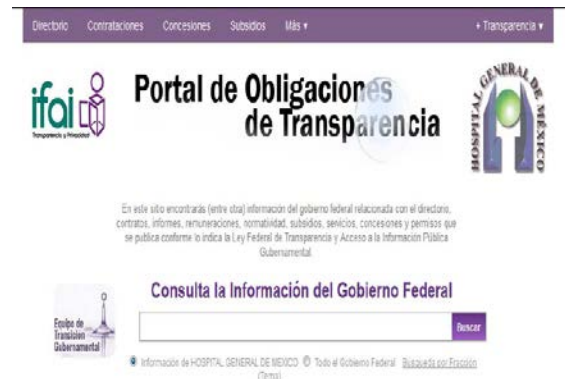 Directorio Contrataciones Concesiones Subsidios Más ▾ + Transparencia ▾
ifai
Transparencia y Privacidad
Portal de Obligaciones
de Transparencia
HOSPITAL GENERAL DE MÉXICO
En este sitio encontrarás (entre otra) información del gobierno federal relacionada con el directorio,
contratos, informes, remuneraciones, normatividad, subsidios, servicios, concesiones y permisos que
se publica conforme lo indica la Ley Federal de Transparencia y Acceso a la Información Pública
Gubernamental.
Consulta la Información del Gobierno Federal
Equipo de
Transición
Gubernamental
Buscar
Información de HOSPITAL GENERAL DE MEXICO Todo el Gobierno Federal Búsqueda por Fracción
(Tema)